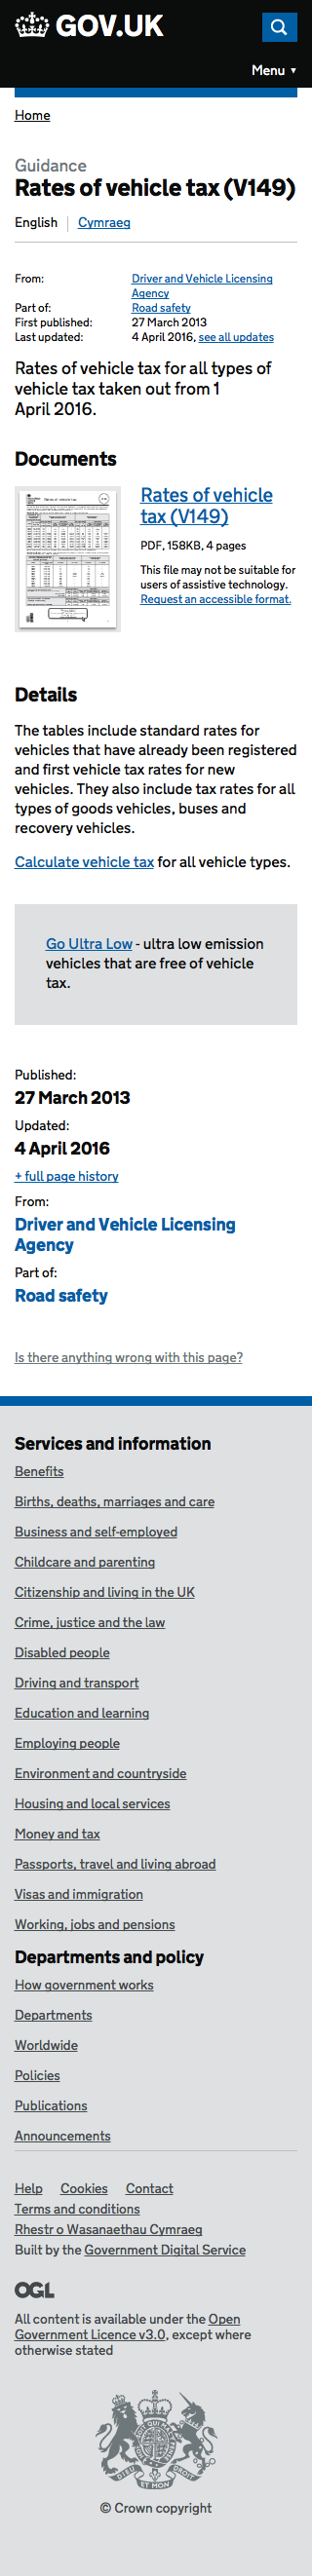 GOV.UK
Menu ▼
Home
Guidance
Rates of vehicle tax (V149)
English Cymraeg
From: Driver and Vehicle Licensing
Agency
Part of: Road safety
First published: 27 March 2013
Last updated: 4 April 2016, see all updates
Rates of vehicle tax for all types of
vehicle tax taken out from 1
April 2016.
Documents
Rates of vehicle tax
Rates of vehicle
tax (V149)
PDF, 158KB, 4 pages
This file may not be suitable for
users of assistive technology.
Request an accessible format.
Details
The tables include standard rates for
vehicles that have already been registered
and first vehicle tax rates for new
vehicles. They also include tax rates for all
types of goods vehicles, buses and
recovery vehicles.
Calculate vehicle tax for all vehicle types.
Go Ultra Low - ultra low emission
vehicles that are free of vehicle
tax.
Published:
27 March 2013
Updated:
4 April 2016
+ full page history
From:
Driver and Vehicle Licensing
Agency
Part of:
Road safety
Is there anything wrong with this page?
Services and information
Benefits
Births, deaths, marriages and care
Business and self-employed
Childcare and parenting
Citizenship and living in the UK
Crime, justice and the law
Disabled people
Driving and transport
Education and learning
Employing people
Environment and countryside
Housing and local services
Money and tax
Passports, travel and living abroad
Visas and immigration
Working, jobs and pensions
Departments and policy
How government works
Departments
Worldwide
Policies
Publications
Announcements
Help Cookies Contact
Terms and conditions
Rhestr o Wasanaethau Cymraeg
Built by the Government Digital Service
OGL
All content is available under the Open
Government Licence v3.0, except where
otherwise stated
DIEU ET MON DROIT
© Crown copyright